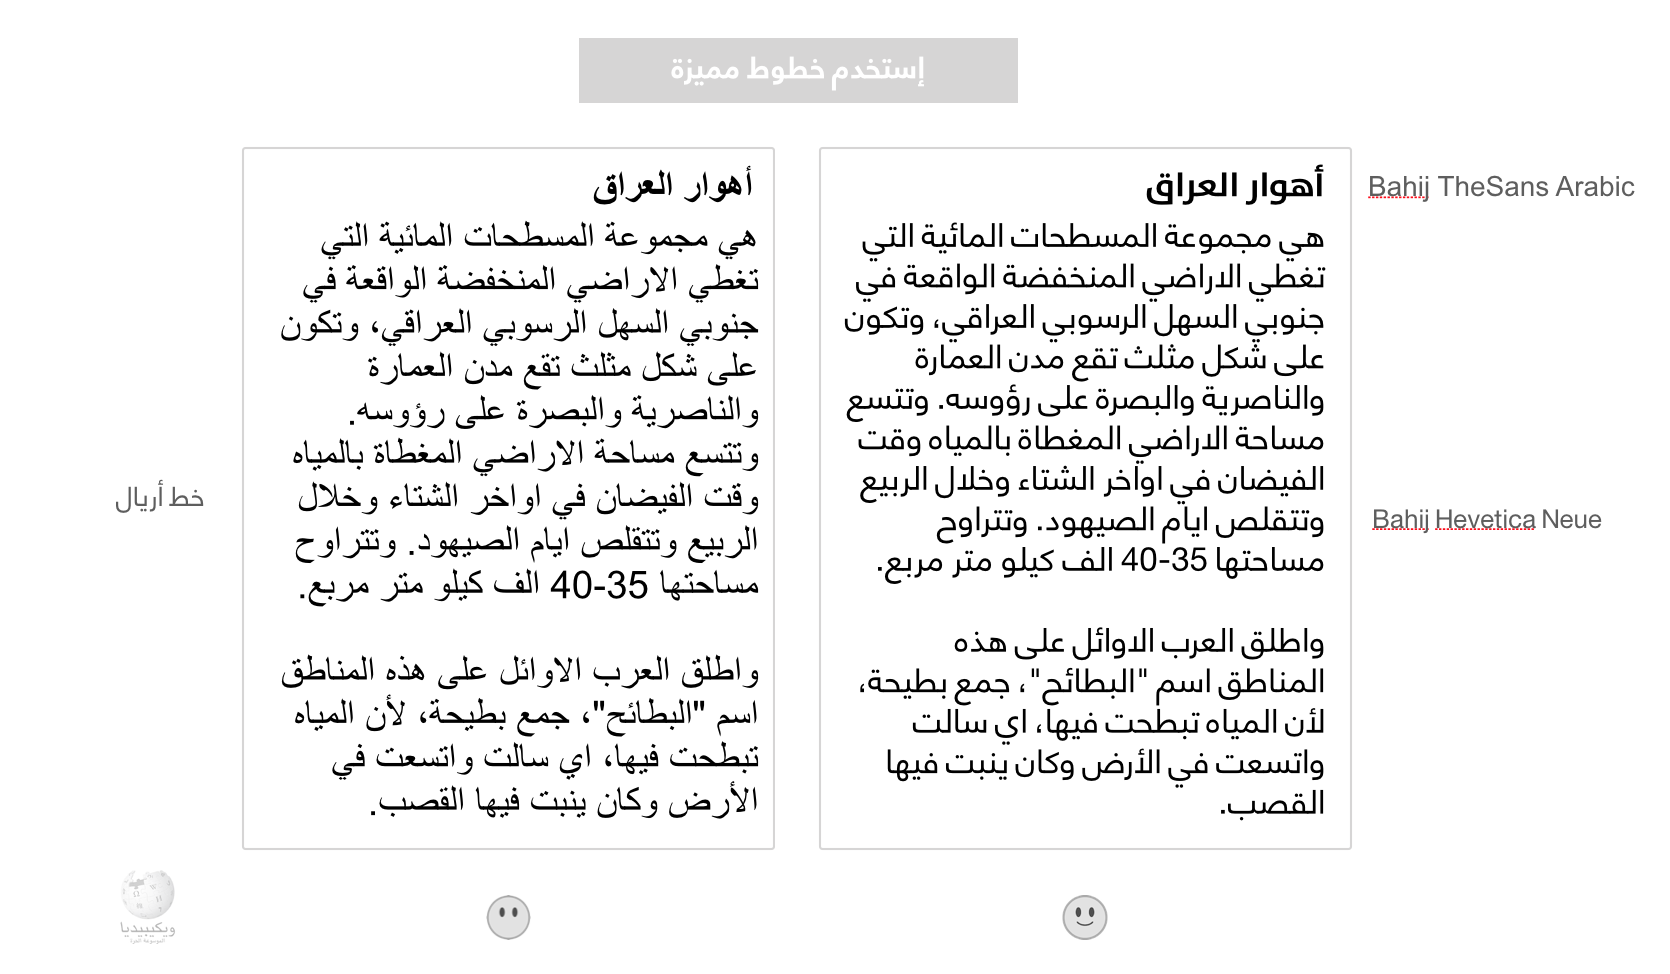 إستخدم خطوط مميزة
Bahij TheSans Arabic
أهوار العراق
هي مجموعة المسطحات المائية التي
تغطي الاراضي المنخفضة الواقعة في
جنوبي السهل الرسوبي العراقي، وتكون
على شكل مثلث تقع مدن العمارة
والناصرية والبصرة على رؤوسه. وتتسع
مساحة الاراضي المغطاة بالمياه وقت
الفيضان في اواخر الشتاء وخلال الربيع
وتتقلص ايام الصيهود. وتتراوح
مساحتها 35-40 الف كيلو متر مربع.
واطلق العرب الاوائل على هذه
المناطق اسم "البطائح"، جمع بطيحة،
لأن المياه تبطحت فيها، اي سالت
واتسعت في الأرض وكان ينبت فيها
القصب.
Bahij Hevetica Neue
أهوار العراق
هي مجموعة المسطحات المائية التي
تغطي الاراضي المنخفضة الواقعة في
جنوبي السهل الرسوبي العراقي، وتكون
على شكل مثلث تقع مدن العمارة
والناصرية والبصرة على رؤوسه.
وتتسع مساحة الاراضي المغطاة بالمياه
وقت الفيضان في اواخر الشتاء وخلال
الربيع وتتقلص ايام الصيهود. وتتراوح
مساحتها 35-40 الف كيلو متر مربع.
واطلق العرب الاوائل على هذه المناطق
اسم "البطائح"، جمع بطيحة، لأن المياه
تبطحت فيها، اي سالت واتسعت في
الأرض وكان ينبت فيها القصب.
خط أريال
ويكيبيديا
الموسوعة الحرة